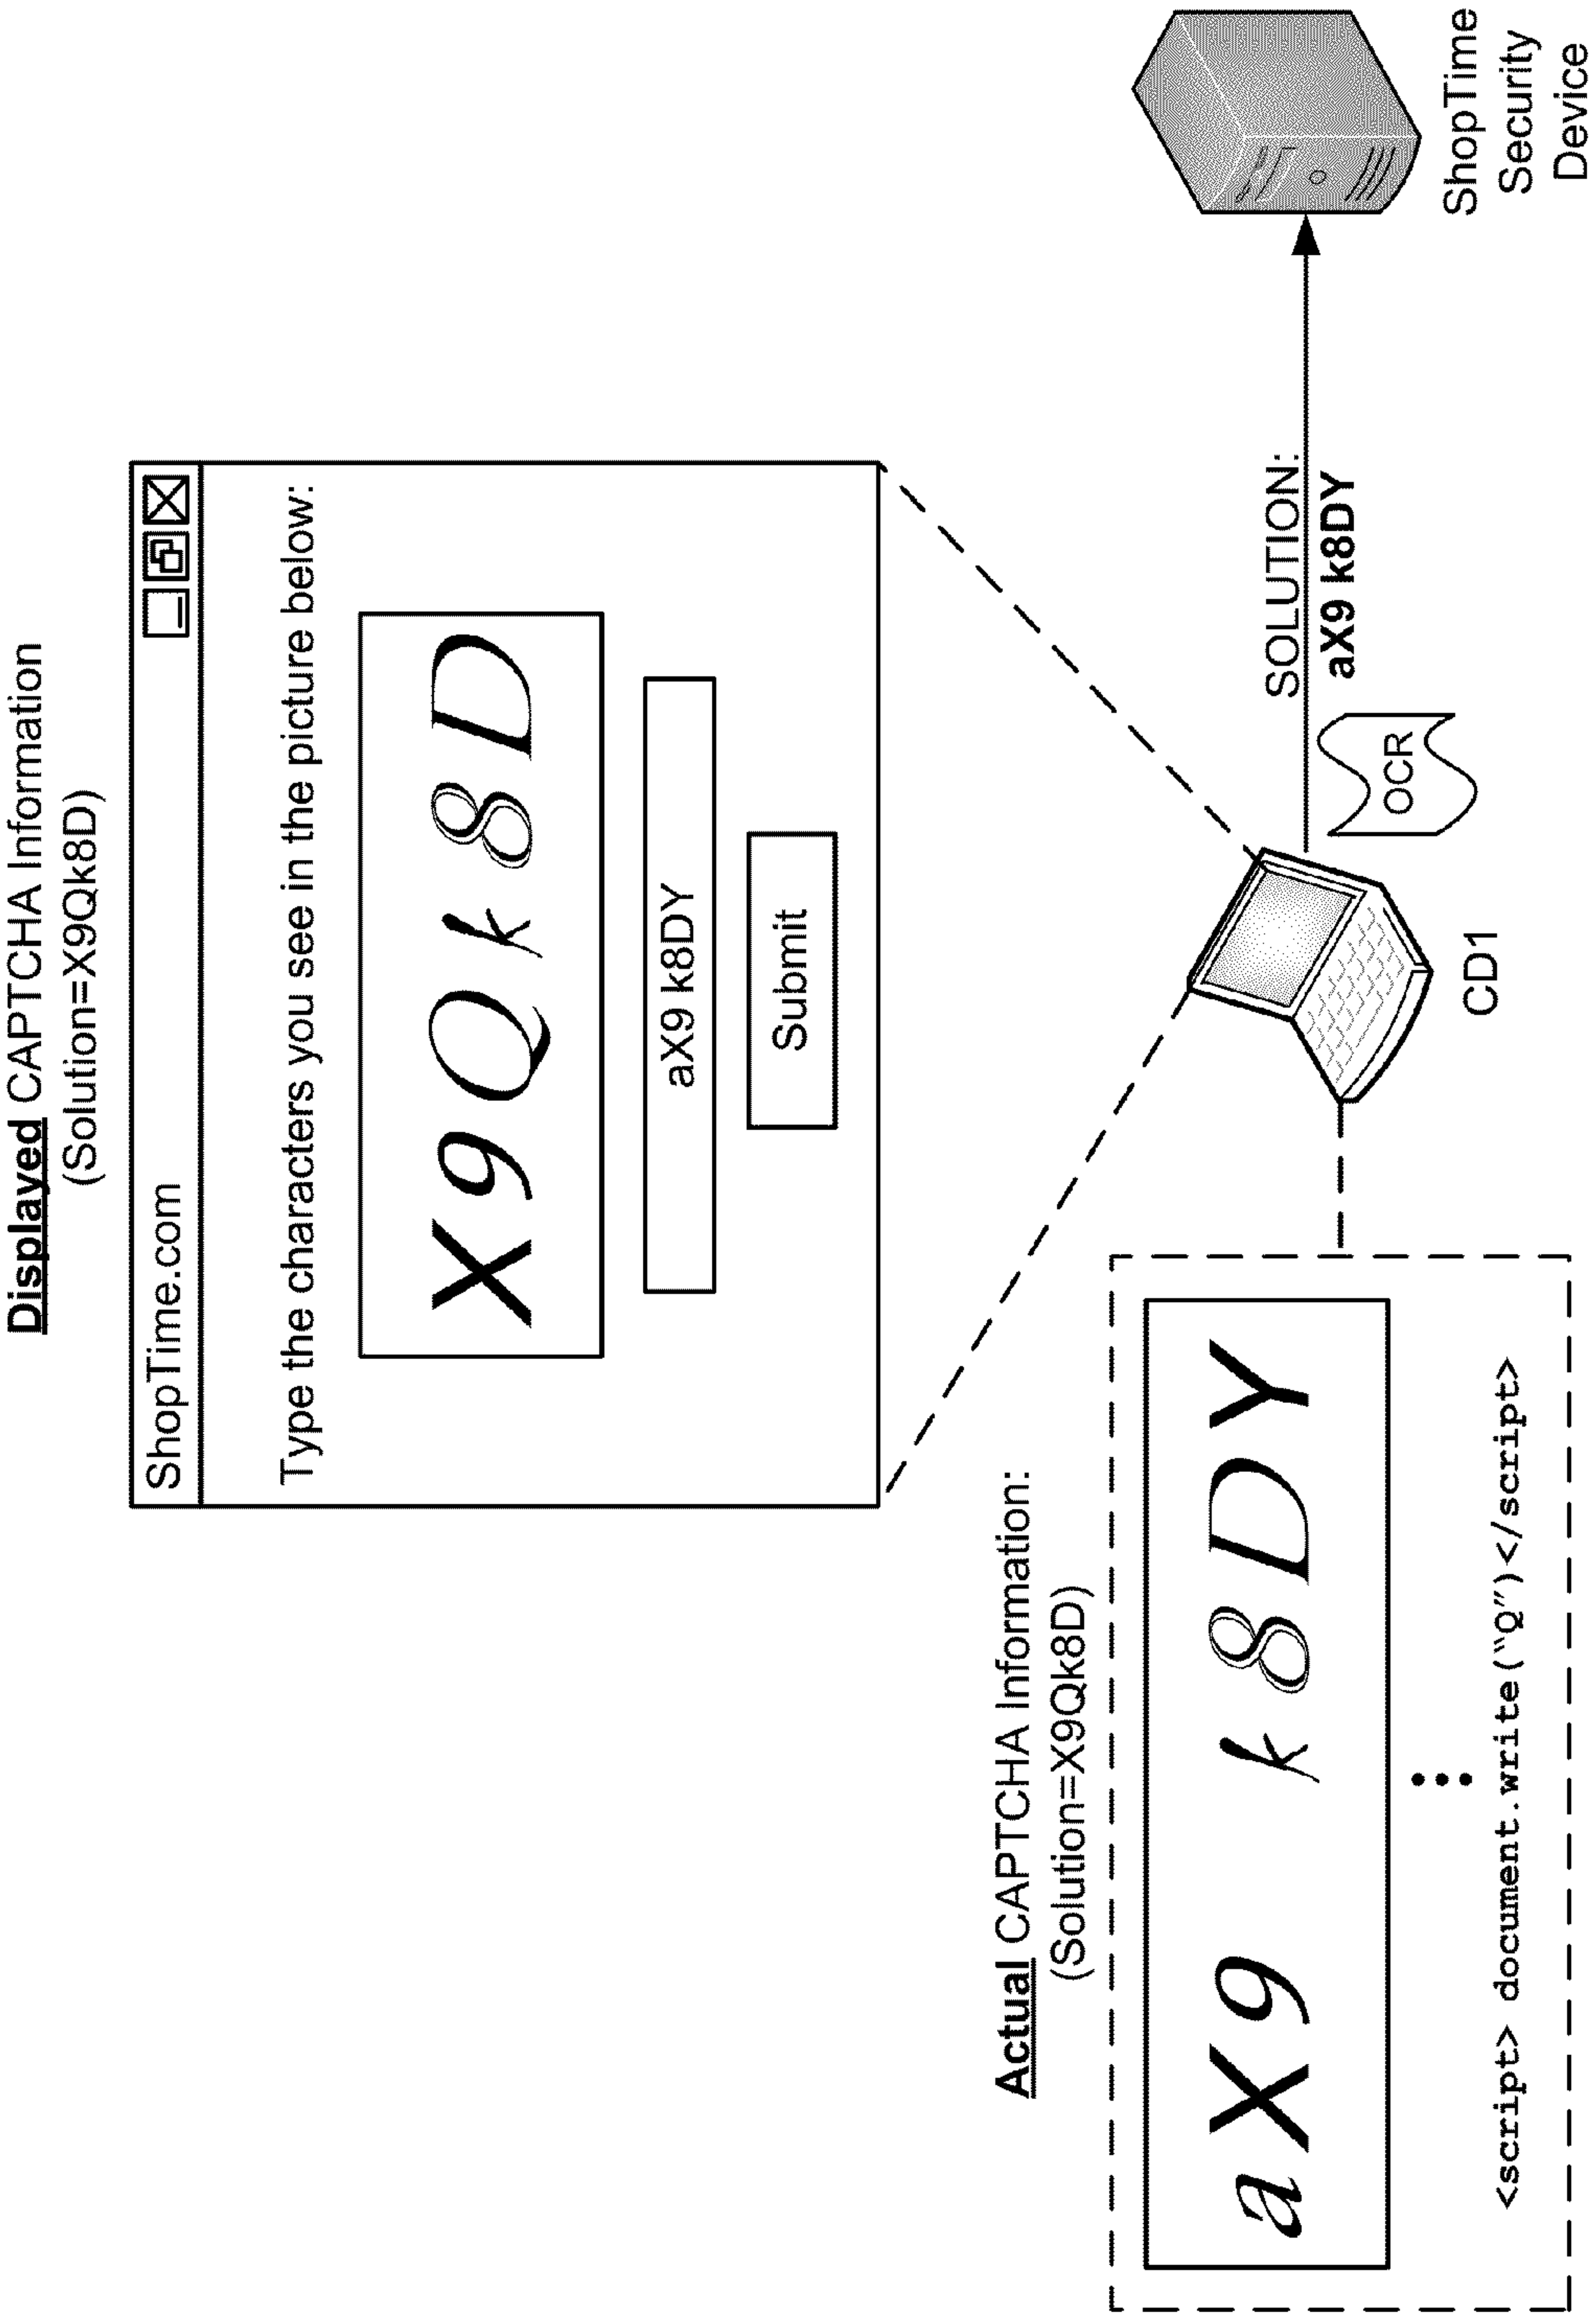 Displayed CAPTCHA Information
(Solution=X9Qk8D)
ShopTime.com
Type the characters you see in the picture below:
X9Qk8D
aX9 k8DY
Submit
Actual CAPTCHA Information:
(Solution=X9Qk8D)
aX9 k8DY
<script> document.write(“Q”)</script>
CD1
OCR
SOLUTION:
aX9 k8DY
ShopTime
Security
Device